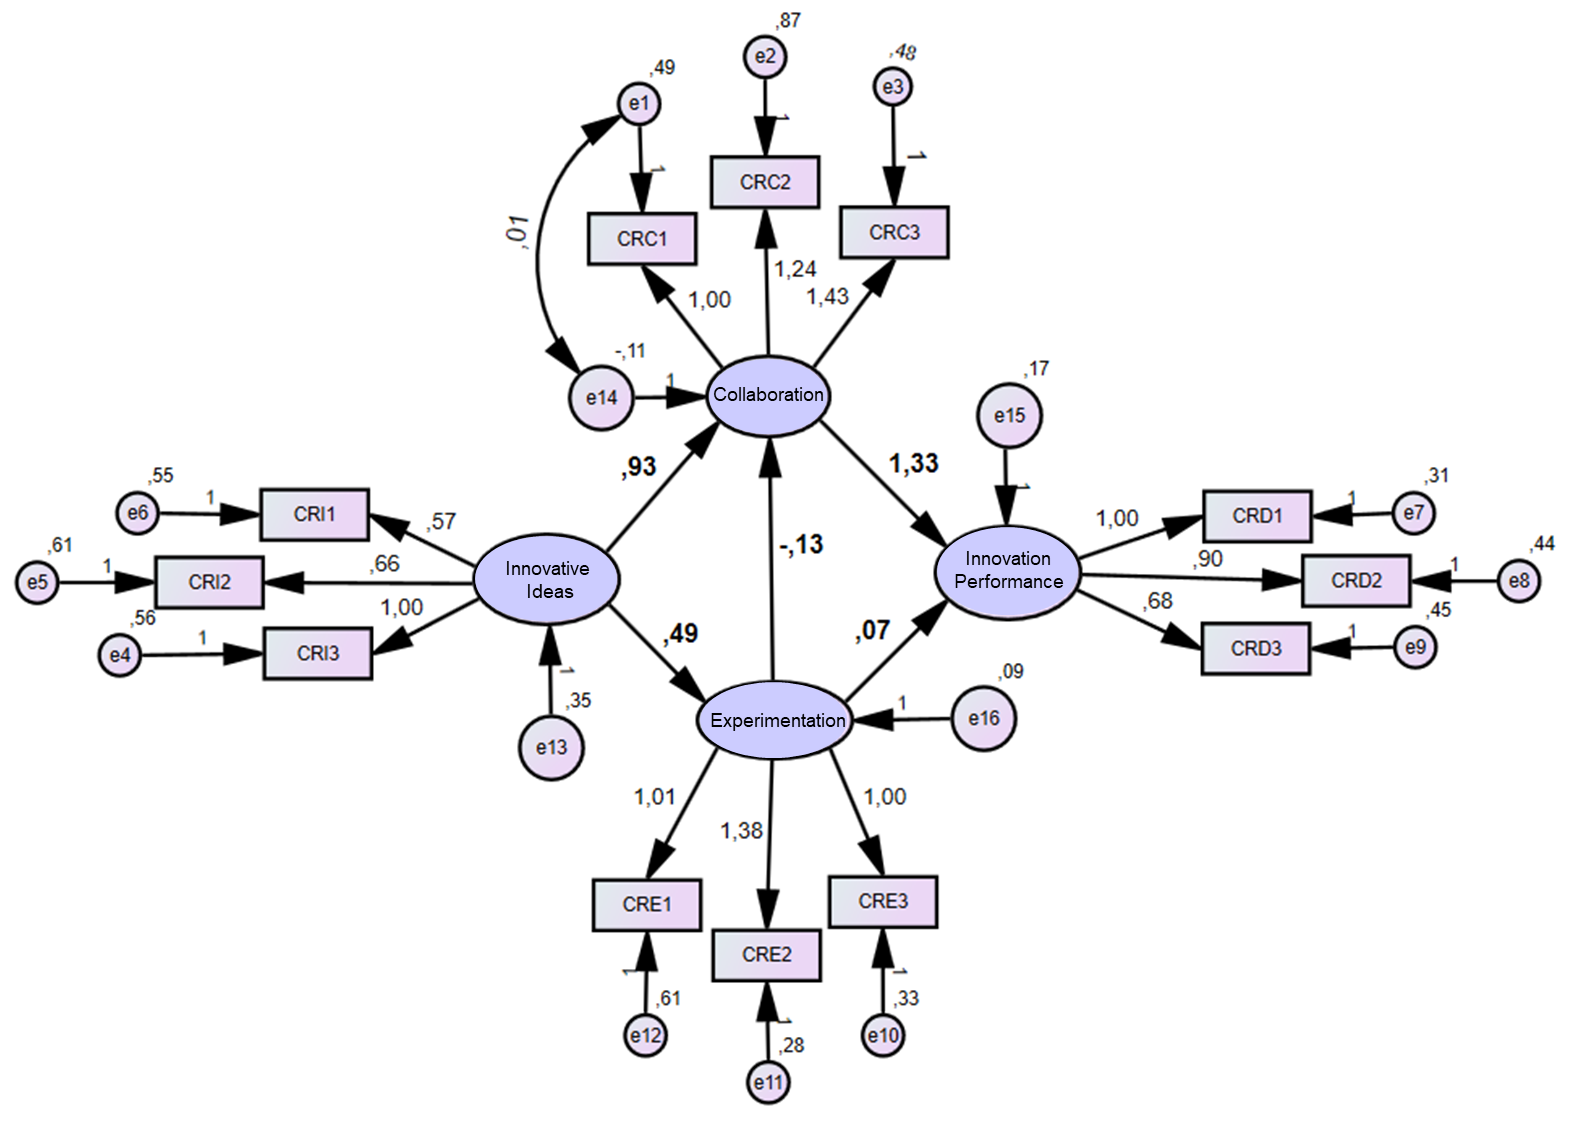 ,87
e2
,48
e3
,49
e1
1
1
1
CRC2
CRC1
CRC3
,01
1,24
1,00
1,43
-,11
e14
1
Collaboration
,17
e15
1
,93
1,33
,55
e6
1
CRI1
,57
,61
e5
1
CRI2
,66
,56
e4
1
CRI3
1,00
Innovative
Ideas
-,13
Innovation
Performance
1,00
CRD1
1
,31
e7
,90
CRD2
1
,44
e8
,68
CRD3
1
,45
e9
,49
,07
1
,35
e13
Experimentation
1
,09
e16
1,01
1,38
1,00
CRE1
CRE2
CRE3
1
,61
e12
1
,28
e11
1
,33
e10